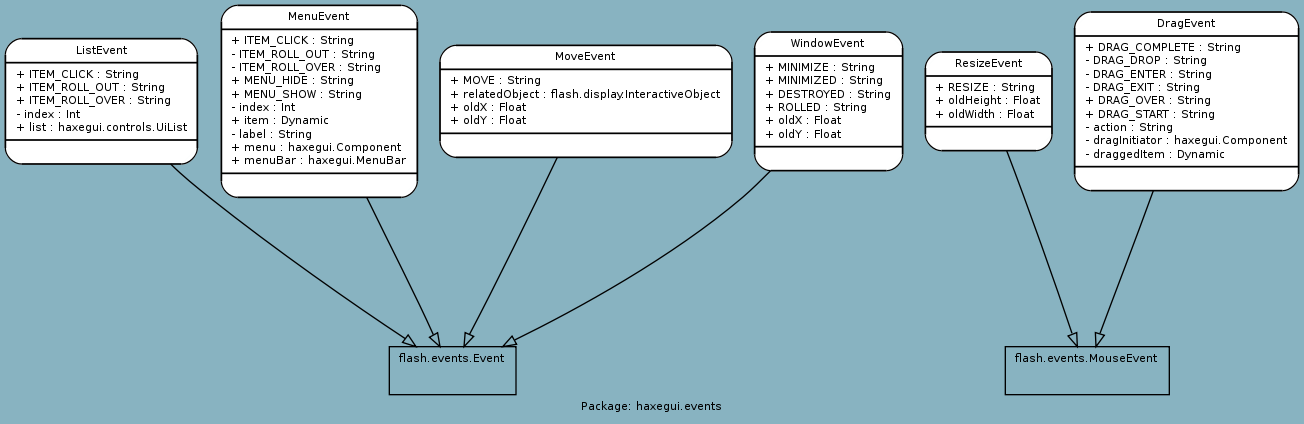 ListEvent
+ ITEM_CLICK : String
+ ITEM_ROLL_OUT : String
+ ITEM_ROLL_OVER : String
- index : Int
+ list : haxegui.controls.UiList
MenuEvent
+ ITEM_CLICK : String
- ITEM_ROLL_OUT : String
- ITEM_ROLL_OVER : String
+ MENU_HIDE : String
+ MENU_SHOW : String
- index : Int
+ item : Dynamic
- label : String
+ menu : haxegui.Component
+ menuBar : haxegui.MenuBar
MoveEvent
+ MOVE : String
+ relatedObject : flash.display.InteractiveObject
+ oldX : Float
+ oldY : Float
WindowEvent
+ MINIMIZE : String
+ MINIMIZED : String
+ DESTROYED : String
+ ROLLED : String
+ oldX : Float
+ oldY : Float
ResizeEvent
+ RESIZE : String
+ oldHeight : Float
+ oldWidth : Float
DragEvent
+ DRAG_COMPLETE : String
- DRAG_DROP : String
- DRAG_ENTER : String
- DRAG_EXIT : String
+ DRAG_OVER : String
+ DRAG_START : String
- action : String
- dragInitiator : haxegui.Component
- draggedItem : Dynamic
flash.events.Event
flash.events.MouseEvent
Package: haxegui.events